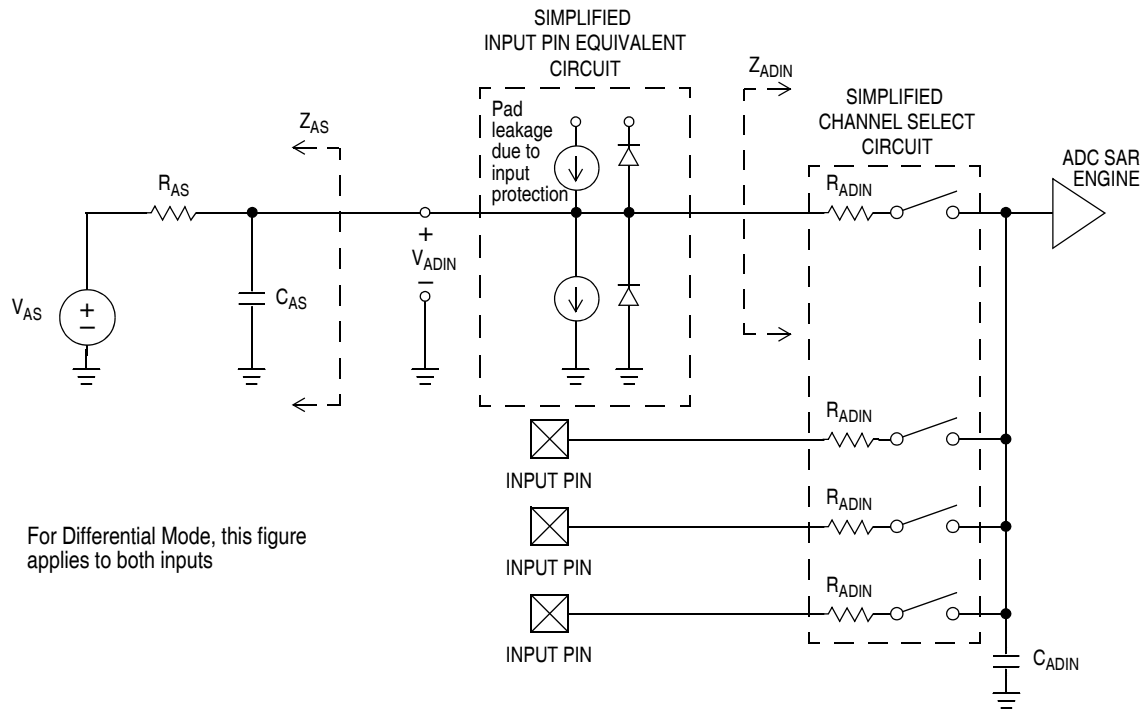 SIMPLIFIED
INPUT PIN EQUIVALENT
CIRCUIT
Z_ADIN
Pad
leakage
due to
input
protection
SIMPLIFIED
CHANNEL SELECT
CIRCUIT
Z_AS
R_AS
R_ADIN
ADC SAR
ENGINE
+
V_ADIN
−
V_AS
+
−
C_AS
R_ADIN
INPUT PIN
R_ADIN
INPUT PIN
R_ADIN
INPUT PIN
C_ADIN
For Differential Mode, this figure
applies to both inputs